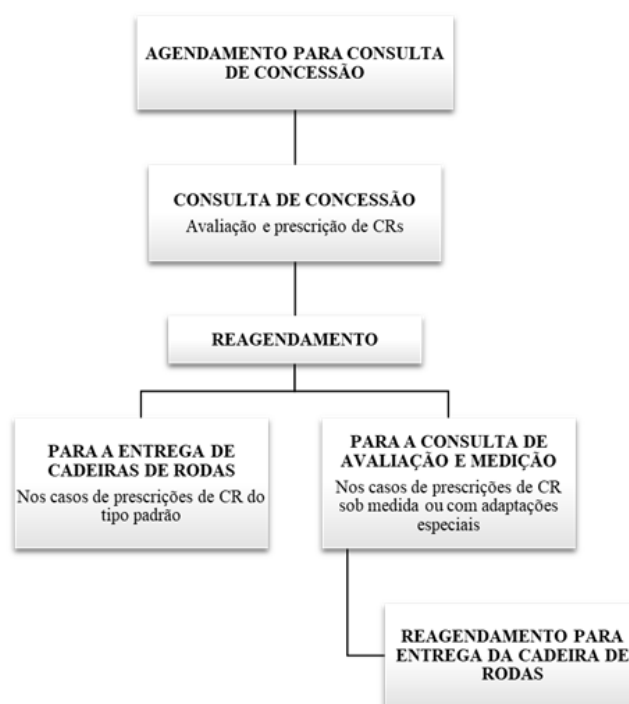 AGENDAMENTO PARA CONSULTA
DE CONCESSÃO
CONSULTA DE CONCESSÃO
Avaliação e prescrição de CRs
REAGENDAMENTO
PARA A ENTREGA DE
CADEIRAS DE RODAS
Nos casos de prescrições de CR do
tipo padrão
PARA A CONSULTA DE
AVALIAÇÃO E MEDIÇÃO
Nos casos de prescrições de CR
sob medida ou com adaptações
especiais
REAGENDAMENTO PARA
ENTREGA DA CADEIRA DE
RODAS